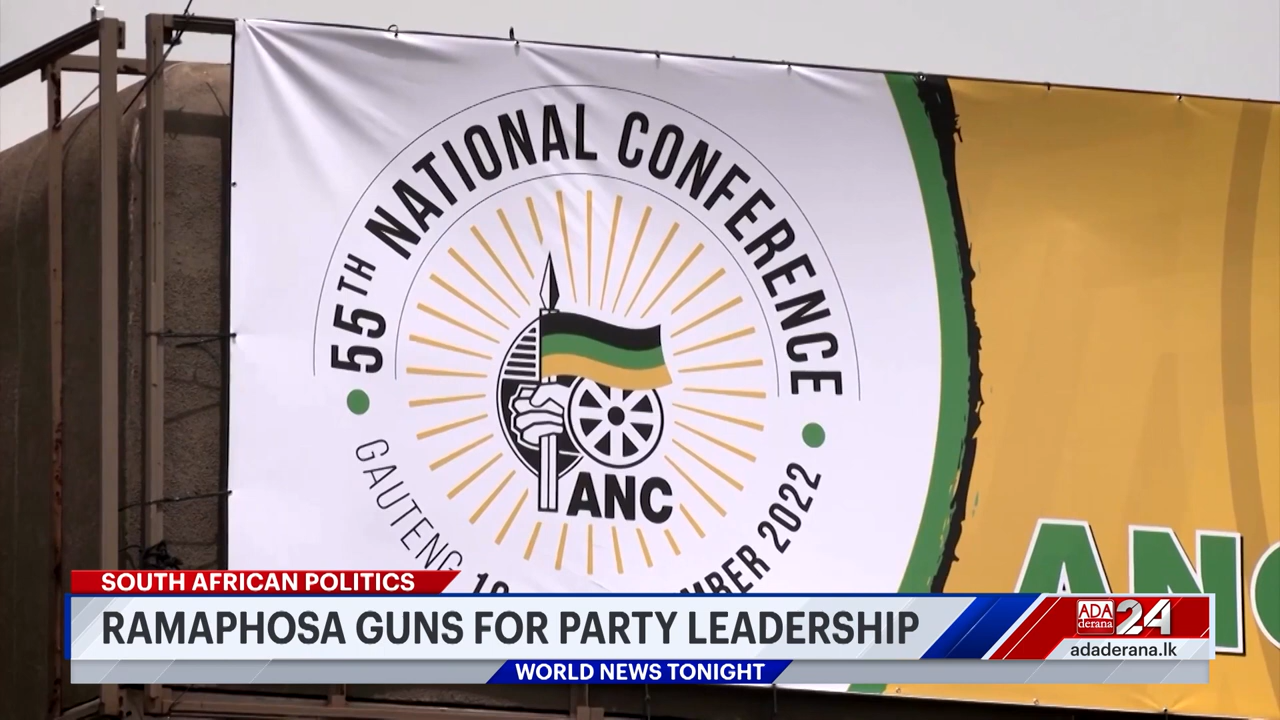 55TH NATIONAL CONFERENCE
ANC
GAUTENG
2022
AN
SOUTH AFRICAN POLITICS
RAMAPHOSA GUNS FOR PARTY LEADERSHIP
ADA
derana
24
adaderana.lk
WORLD NEWS TONIGHT